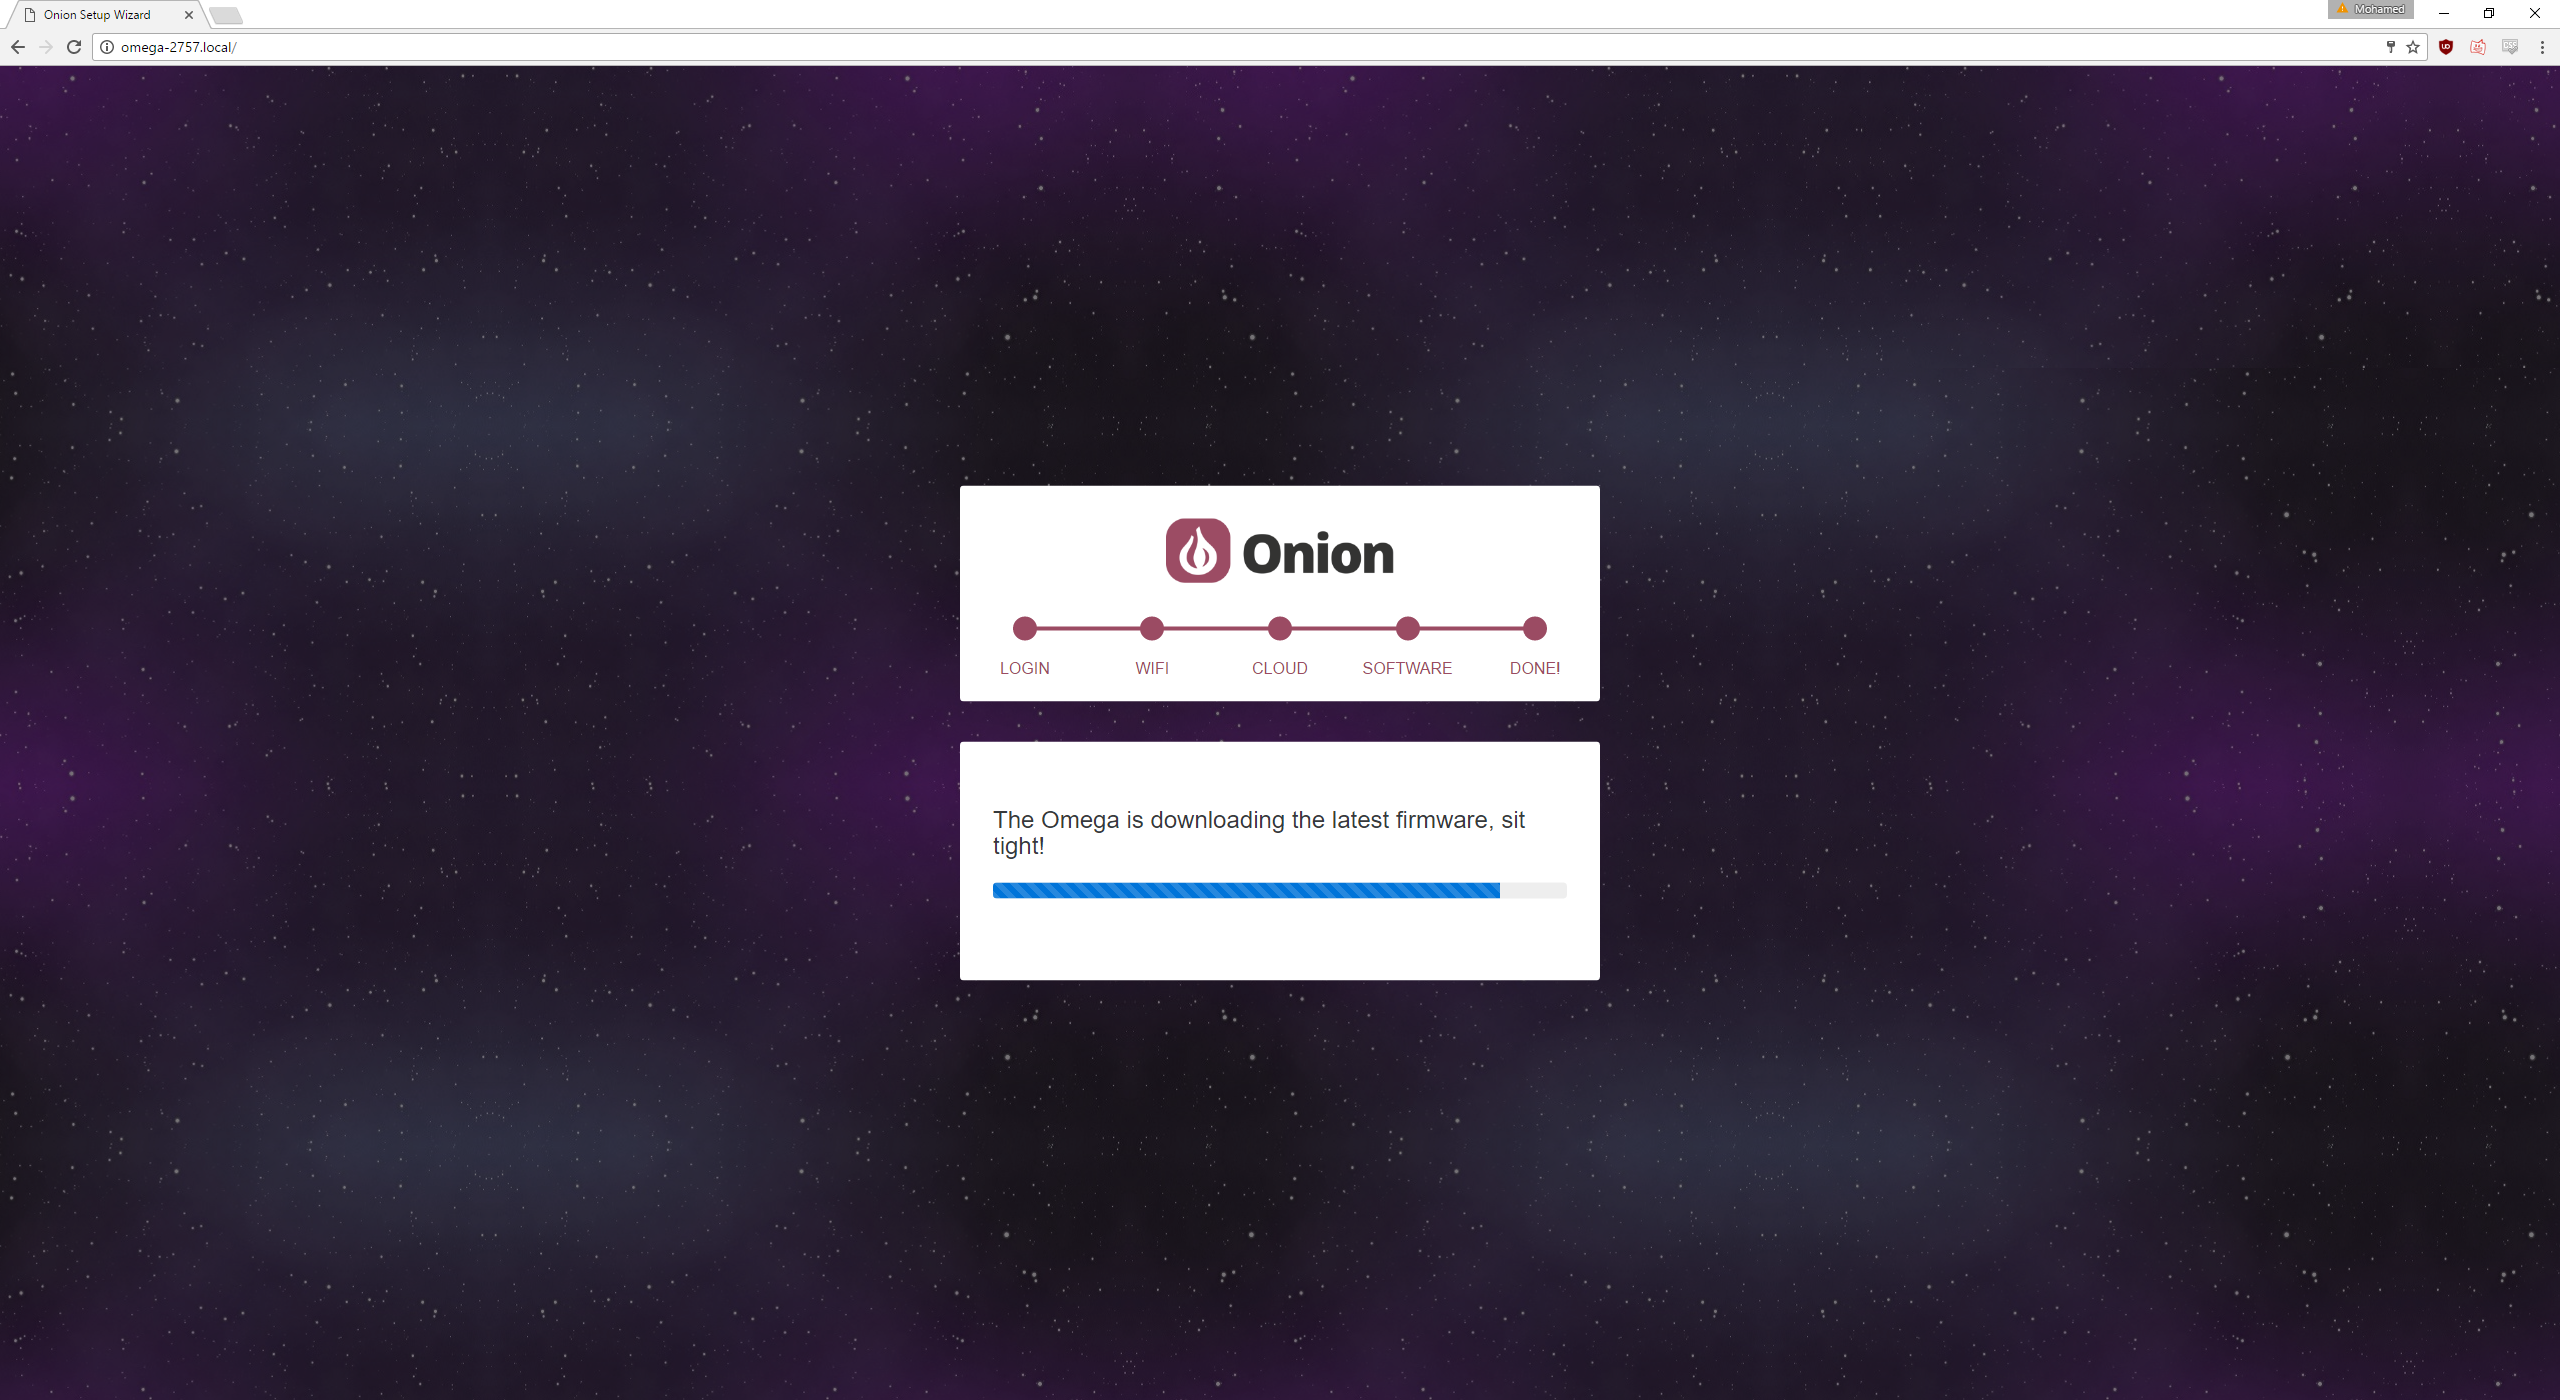 Onion Setup Wizard
Mohamed
omega-2757.local/
Onion
LOGIN
WIFI
CLOUD
SOFTWARE
DONE!
The Omega is downloading the latest firmware, sit
tight!